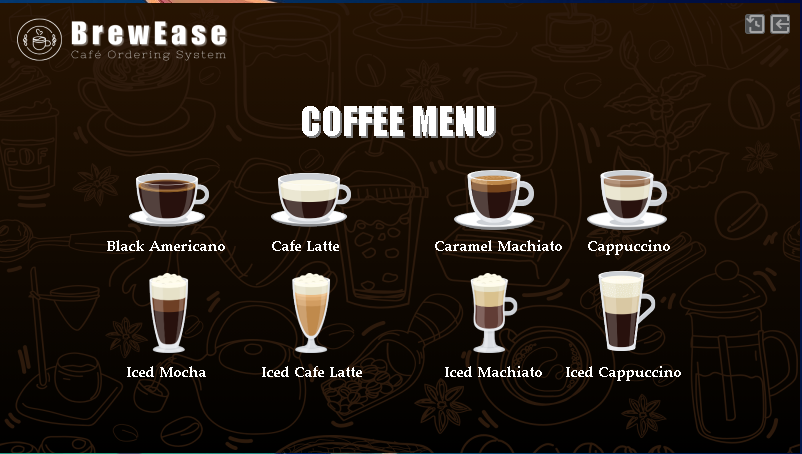 BrewEase
Café Ordering System
COFFEE MENU
COF
Black Americano
Cafe Latte
Caramel Machiato
Cappuccino
Iced Mocha
Iced Cafe Latte
Iced Machiato
Iced Cappuccino